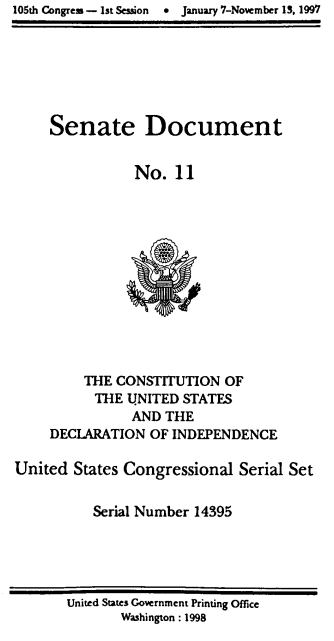 105th Congress — 1st Session • January 7–November 13, 1997
Senate Document
No. 11
THE CONSTITUTION OF
THE UNITED STATES
AND THE
DECLARATION OF INDEPENDENCE
United States Congressional Serial Set
Serial Number 14395
United States Government Printing Office
Washington : 1998